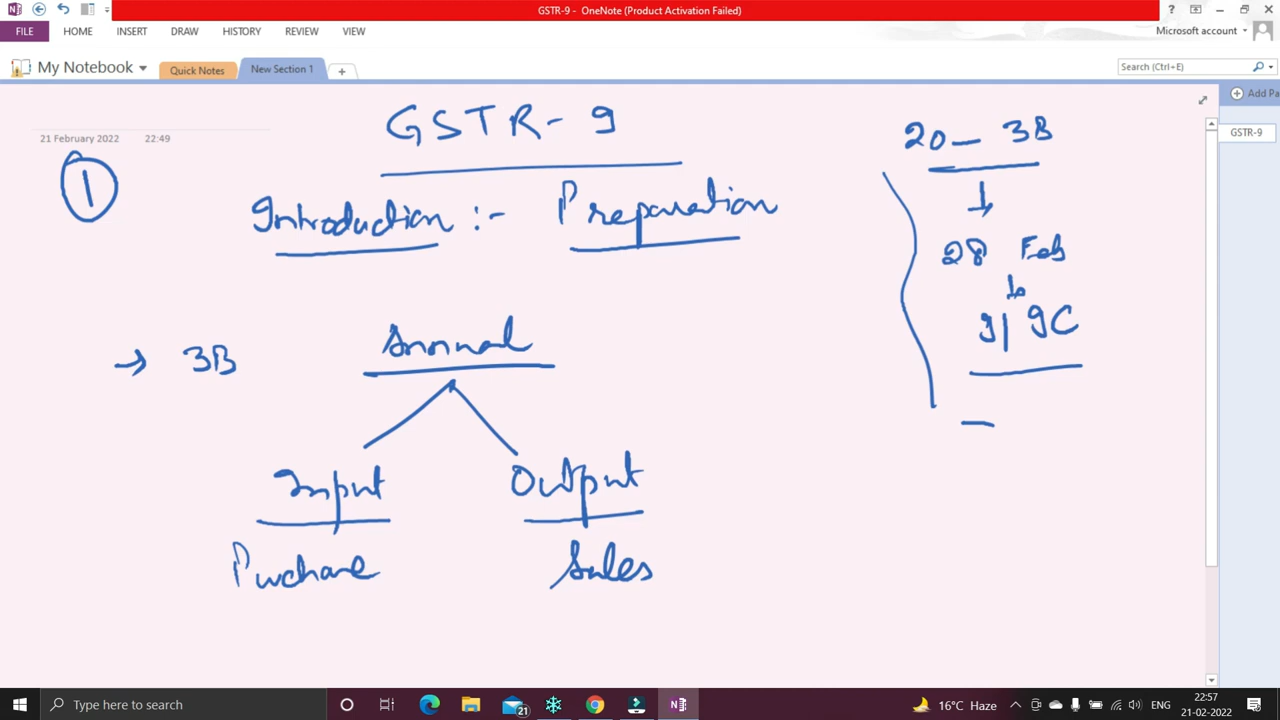 GSTR-9 - OneNote (Product Activation Failed)
FILE HOME INSERT DRAW HISTORY REVIEW VIEW
Microsoft account
My Notebook
Quick Notes
New Section 1
Search (Ctrl+E)
Add Pa
GSTR-9
21 February 2022 22:49
GSTR-9
①
Introduction :- Preparation
→ 3B
Annual
Input Output
Purchase Sales
20 - 3B
↓
28 Feb
↓
9/9C
—
Type here to search
21
16°C Haze
ENG
22:57
21-02-2022